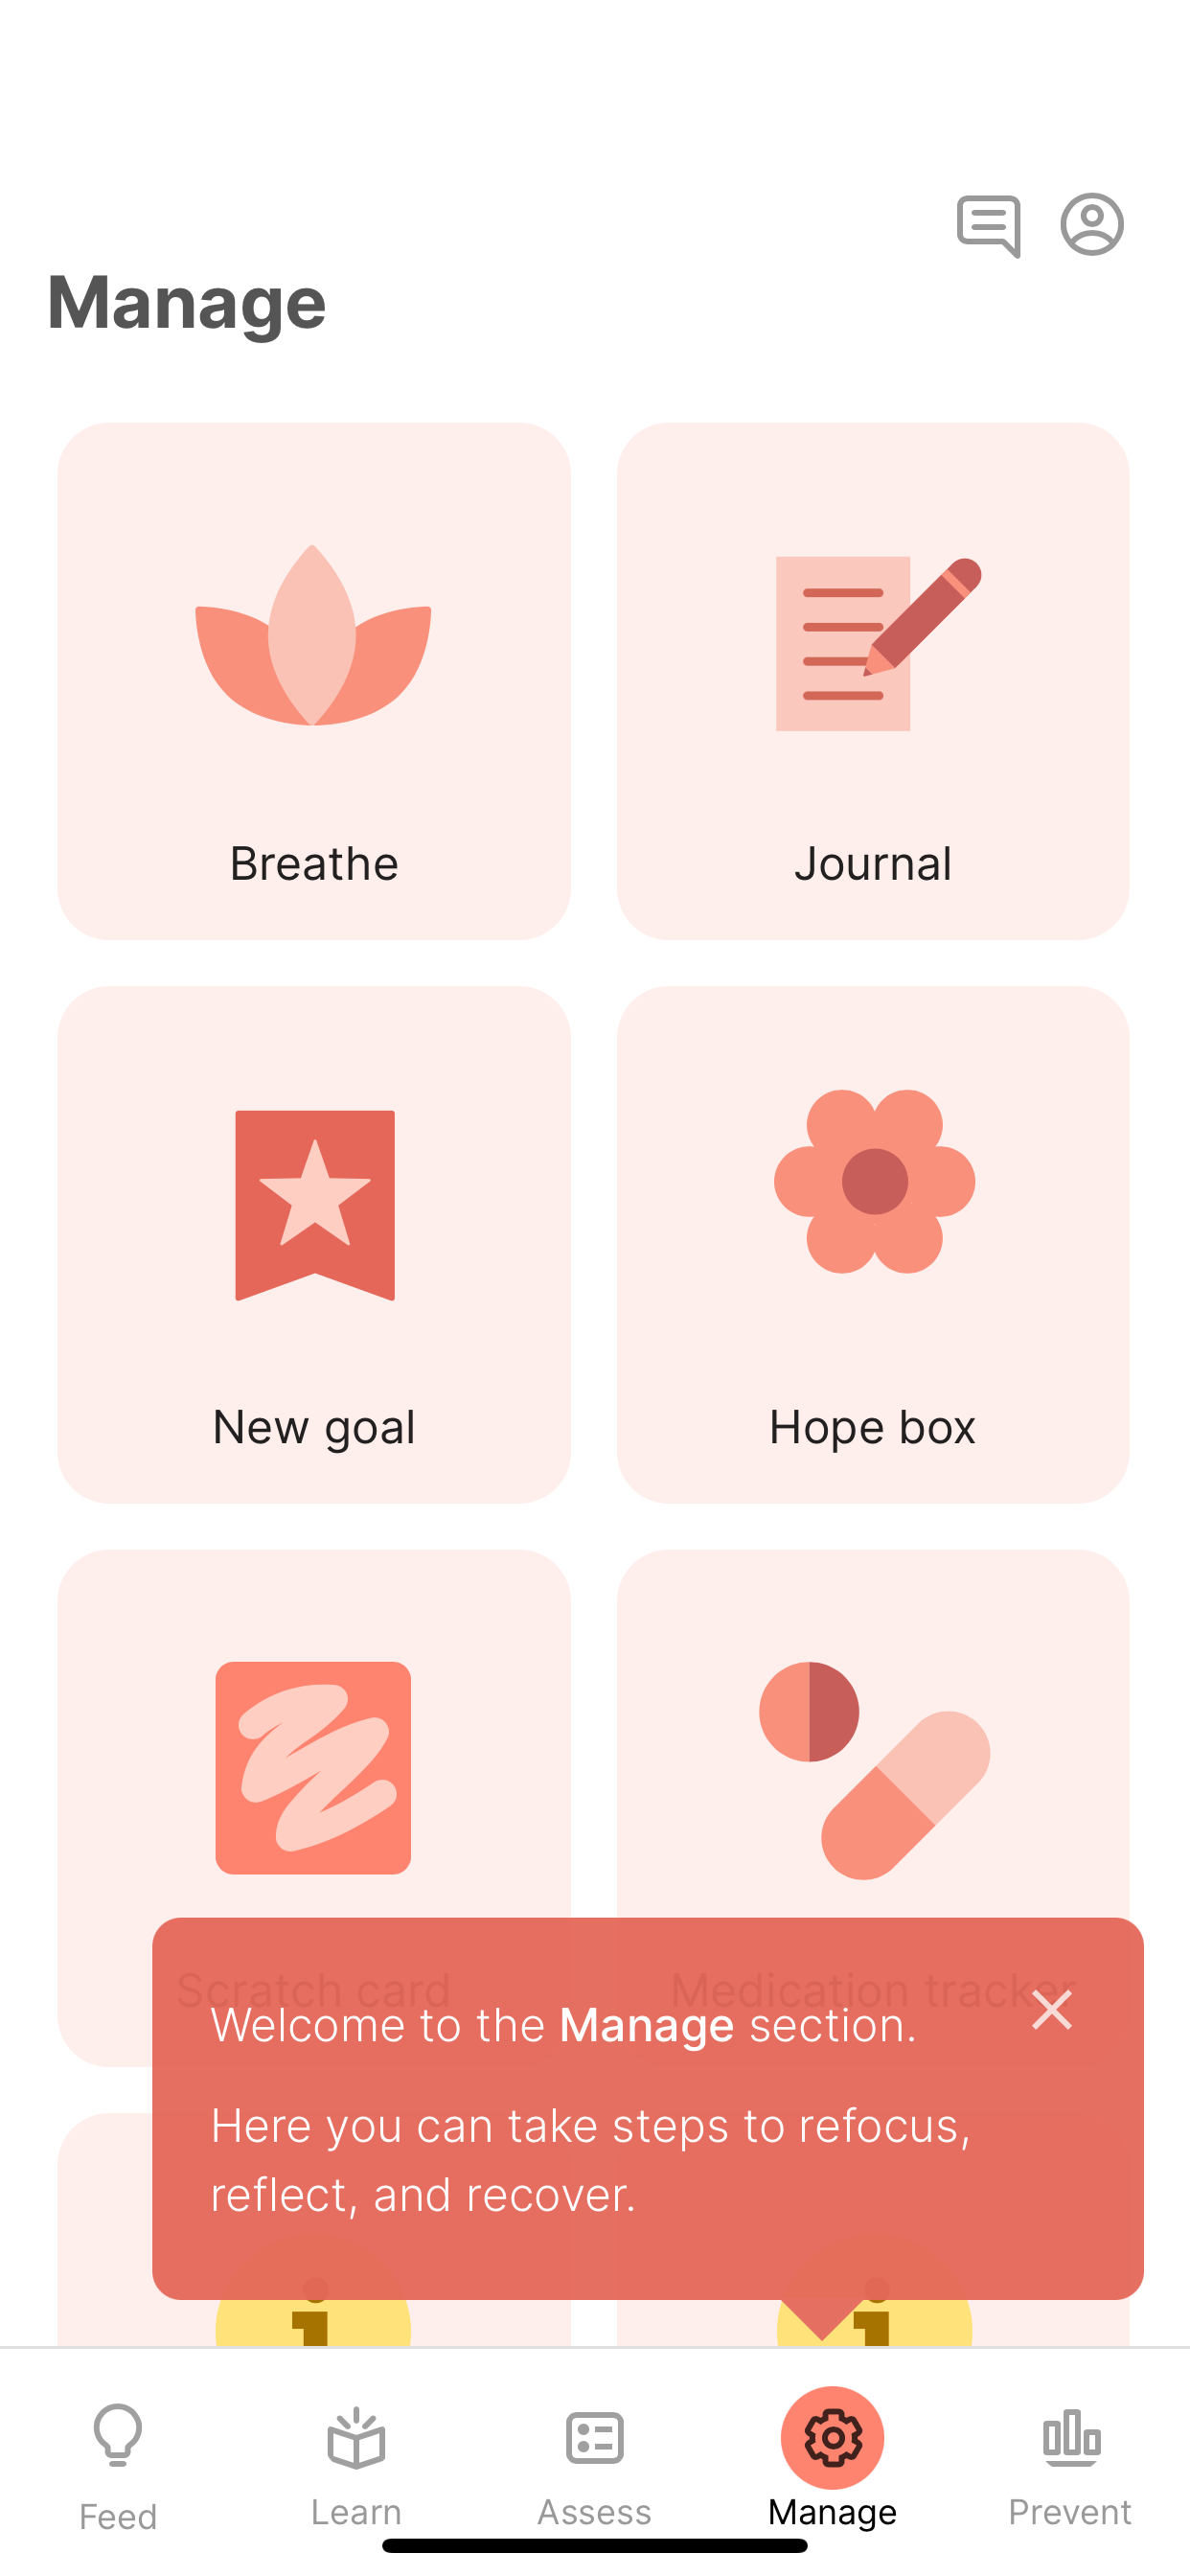 Manage
Breathe
Journal
New goal
Hope box
Scratch card
Medication tracker
Welcome to the Manage section.
Here you can take steps to refocus,
reflect, and recover.
Feed
Learn
Assess
Manage
Prevent